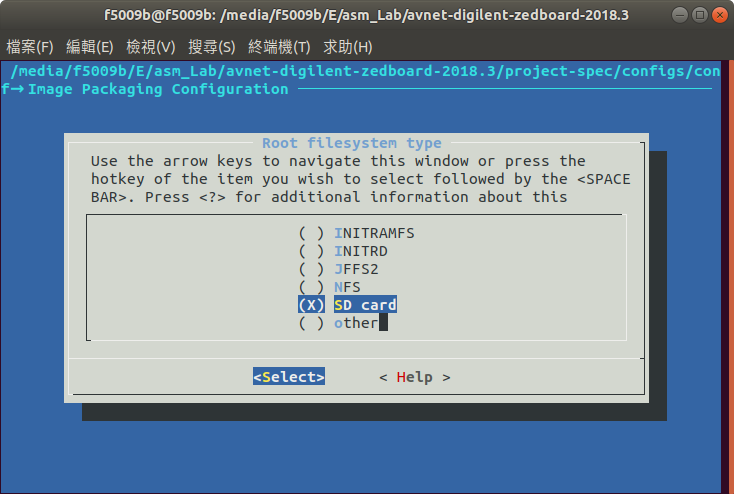 f5009b@f5009b: /media/f5009b/E/asm_Lab/avnet-digilent-zedboard-2018.3
檔案(F) 編輯(E) 檢視(V) 搜尋(S) 終端機(T) 求助(H)
/media/f5009b/E/asm_Lab/avnet-digilent-zedboard-2018.3/project-spec/configs/con
f→Image Packaging Configuration
Root filesystem type
Use the arrow keys to navigate this window or press the
hotkey of the item you wish to select followed by the <SPACE
BAR>. Press <?> for additional information about this
( ) INITRAMFS
( ) INITRD
( ) JFFS2
( ) NFS
(X) SD card
( ) other
<Select> < Help >